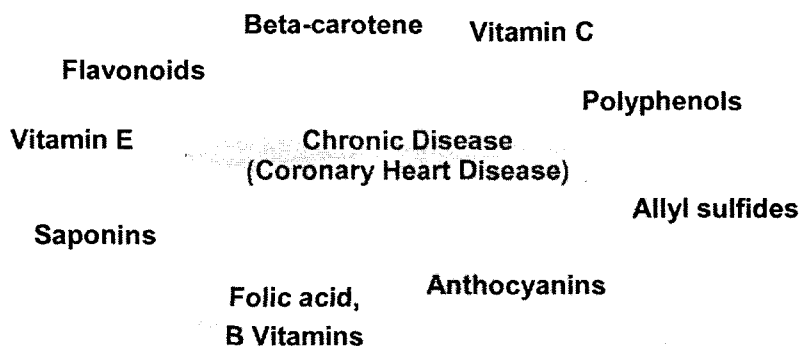 Beta-carotene
Vitamin C
Flavonoids
Polyphenols
Vitamin E
Chronic Disease
(Coronary Heart Disease)
Allyl sulfides
Saponins
Anthocyanins
Folic acid,
B Vitamins